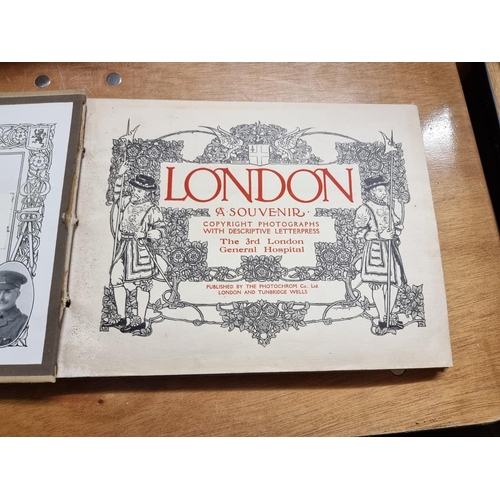 LONDON
A·SOUVENIR·
COPYRIGHT PHOTOGRAPHS
WITH DESCRIPTIVE LETTERPRESS
The 3rd London
General Hospital
PUBLISHED BY THE PHOTOCHROM Co., Ltd.
LONDON AND TUNBRIDGE WELLS